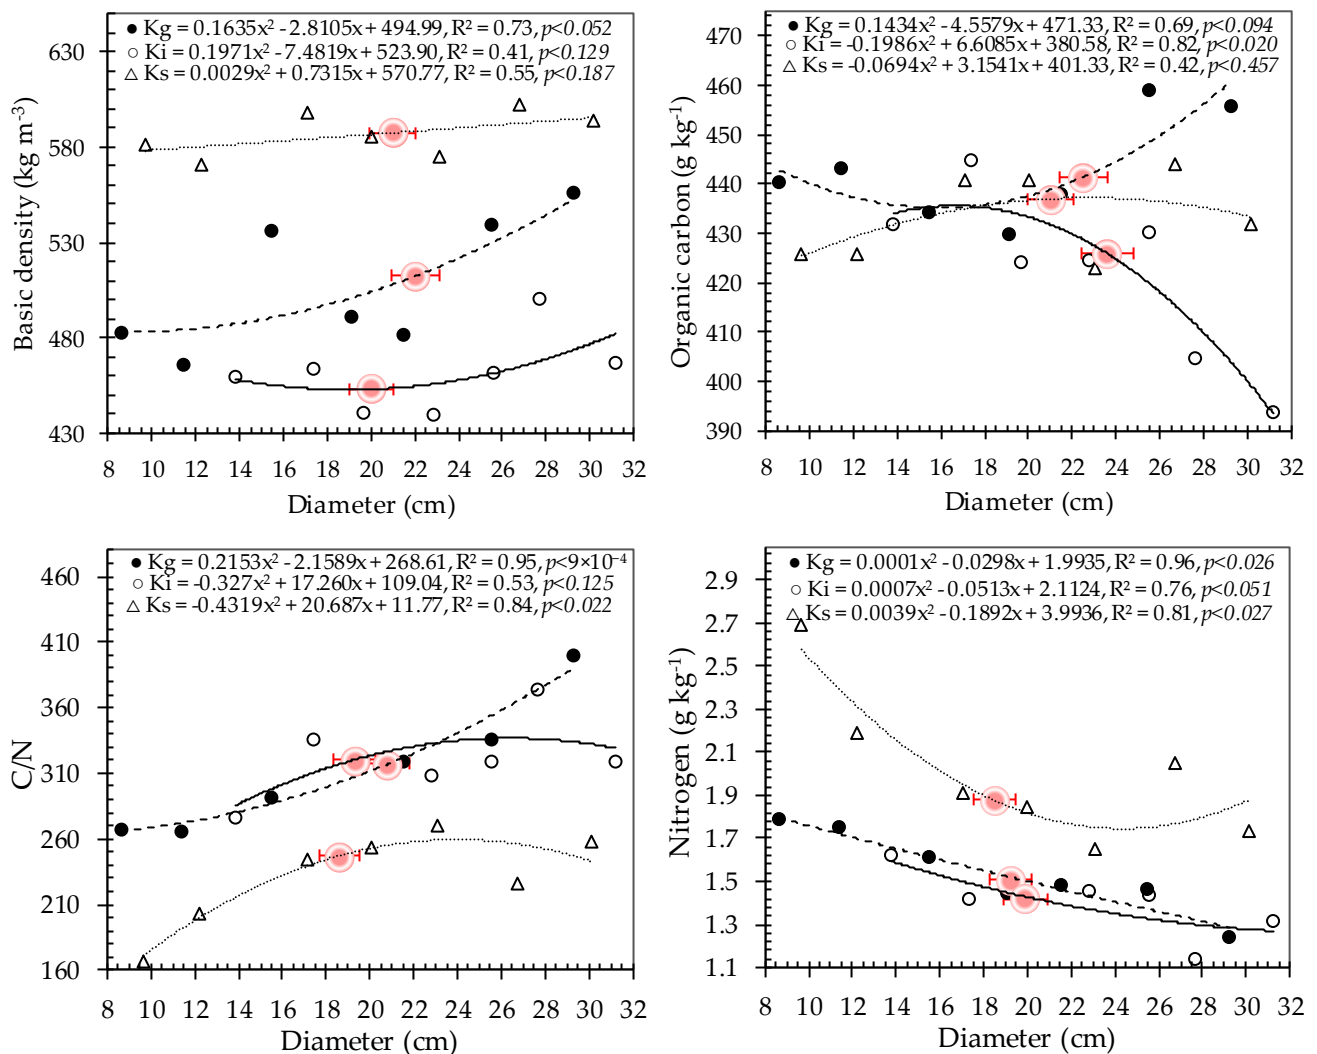 Kg = 0.1635x² - 2.8105x + 494.99, R² = 0.73, p<0.052
Ki = 0.1971x² - 7.4819x + 523.90, R² = 0.41, p<0.129
Ks = 0.0029x² + 0.7315x + 570.77, R² = 0.55, p<0.187
Basic density (kg m⁻³)
630
580
530
480
430
8 10 12 14 16 18 20 22 24 26 28 30 32
Diameter (cm)
Kg = 0.1434x² - 4.5579x + 471.33, R² = 0.69, p<0.094
Ki = -0.1986x² + 6.6085x + 380.58, R² = 0.82, p<0.020
Ks = -0.0694x² + 3.1541x + 401.33, R² = 0.42, p<0.457
Organic carbon (g kg⁻¹)
470
460
450
440
430
420
410
400
390
8 10 12 14 16 18 20 22 24 26 28 30 32
Diameter (cm)
Kg = 0.2153x² - 2.1589x + 268.61, R² = 0.95, p<9×10⁻⁴
Ki = -0.327x² + 17.260x + 109.04, R² = 0.53, p<0.125
Ks = -0.4319x² + 20.687x + 11.77, R² = 0.84, p<0.022
C/N
460
410
360
310
260
210
160
8 10 12 14 16 18 20 22 24 26 28 30 32
Diameter (cm)
Kg = 0.0001x² - 0.0298x + 1.9935, R² = 0.96, p<0.026
Ki = 0.0007x² - 0.0513x + 2.1124, R² = 0.76, p<0.051
Ks = 0.0039x² - 0.1892x + 3.9936, R² = 0.81, p<0.027
Nitrogen (g kg⁻¹)
2.9
2.7
2.5
2.3
2.1
1.9
1.7
1.5
1.3
1.1
8 10 12 14 16 18 20 22 24 26 28 30 32
Diameter (cm)